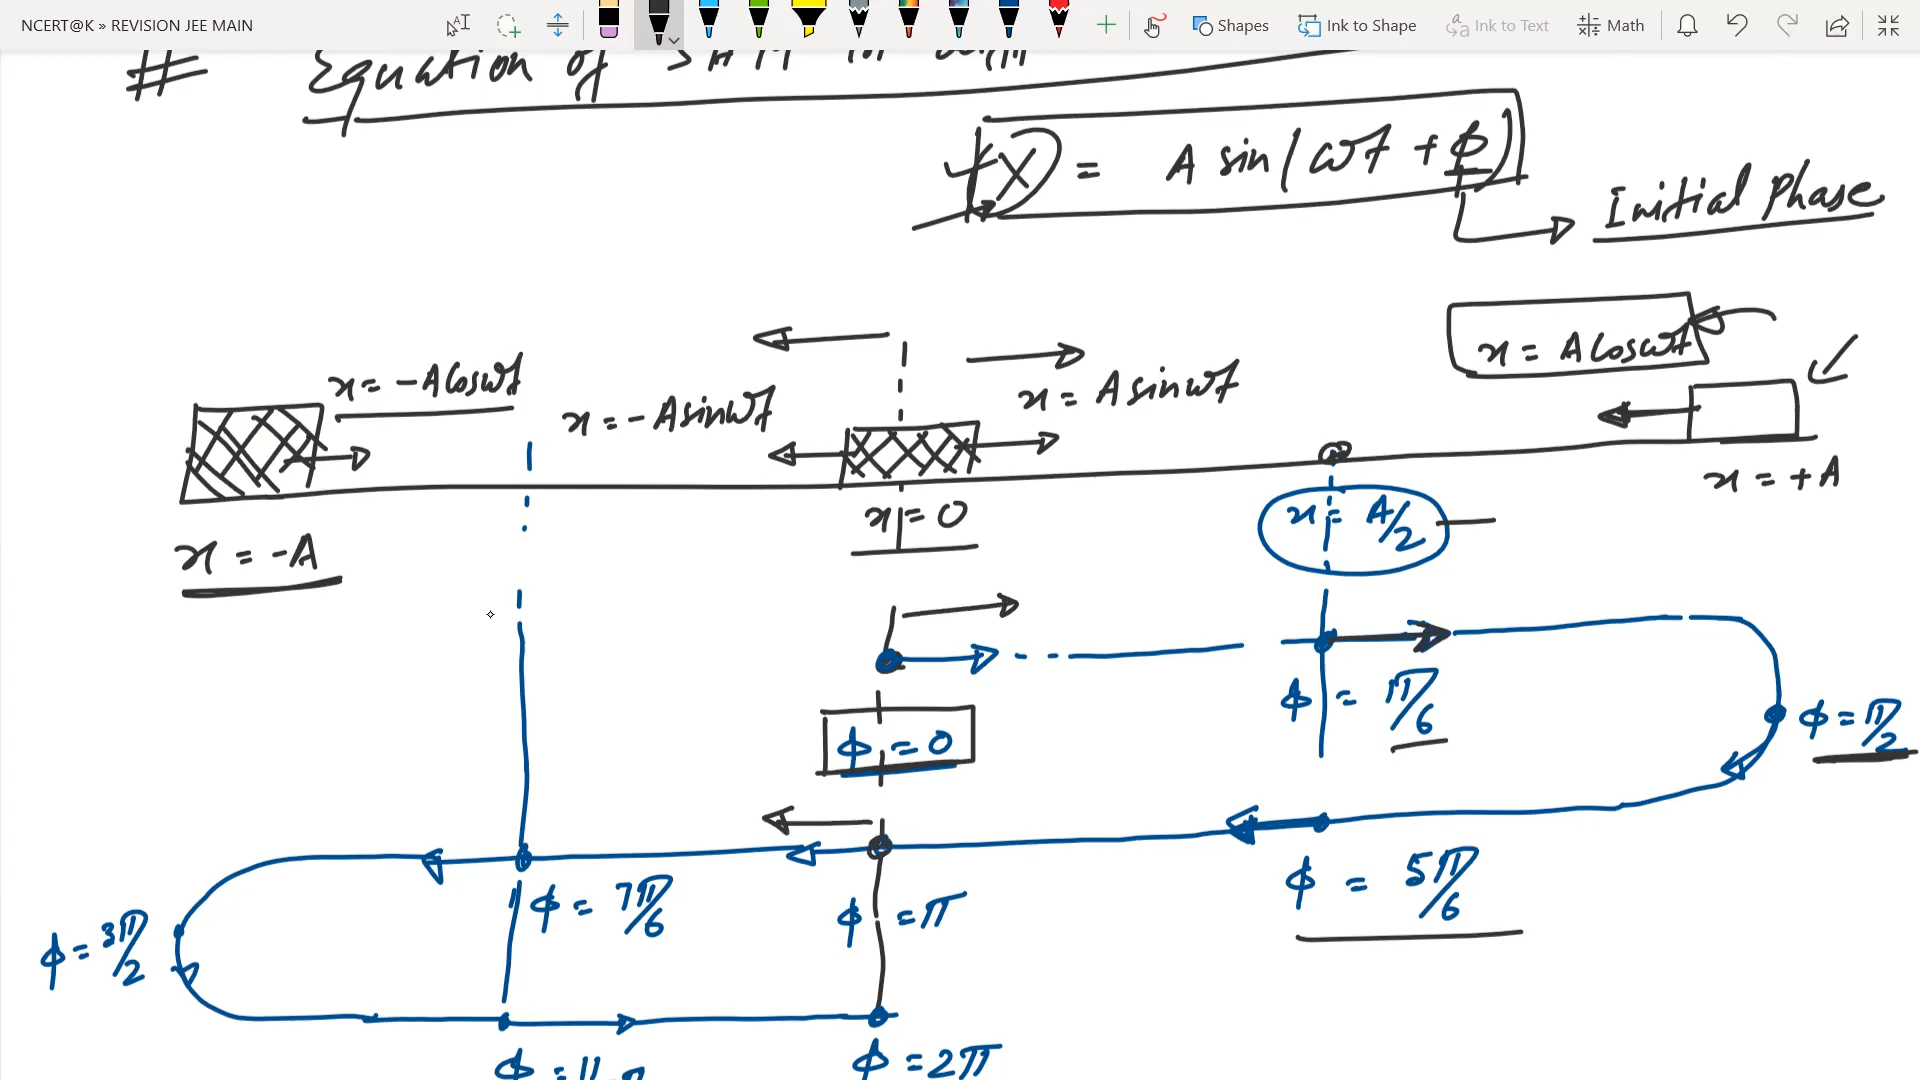 NCERT@K » REVISION JEE MAIN
Shapes
Ink to Shape
Ink to Text
Math
# Equation of SHM
X = A sin(ωt + ϕ)
Initial Phase
x = -A cosωt
x = -A sinωt
x = A sinωt
x = A cosωt
x = -A
x = 0
x = A/2
x = +A
ϕ = 0
ϕ = π/6
ϕ = π/2
ϕ = 3π/2
ϕ = 7π/6
ϕ = π
ϕ = 5π/6
ϕ = 2π